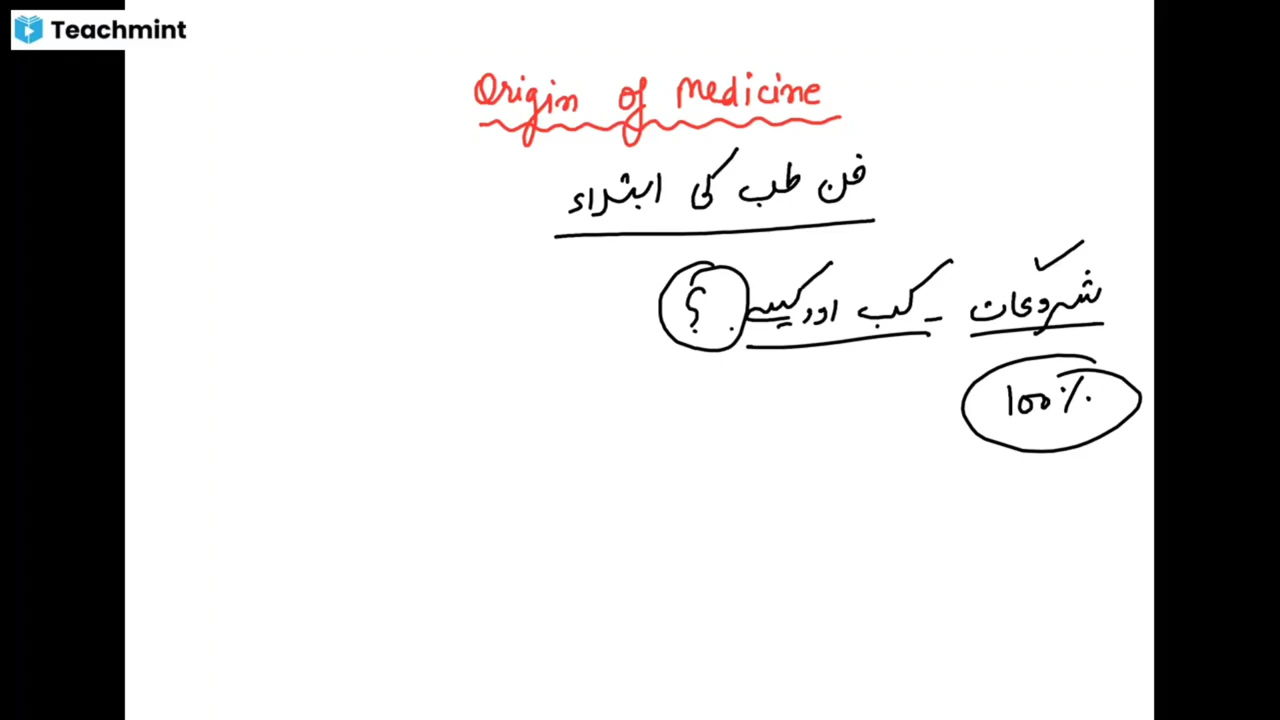 Teachmint
Origin of Medicine
فن طب کی ابتداء
شروعات - کب اور کیسے ؟
100%